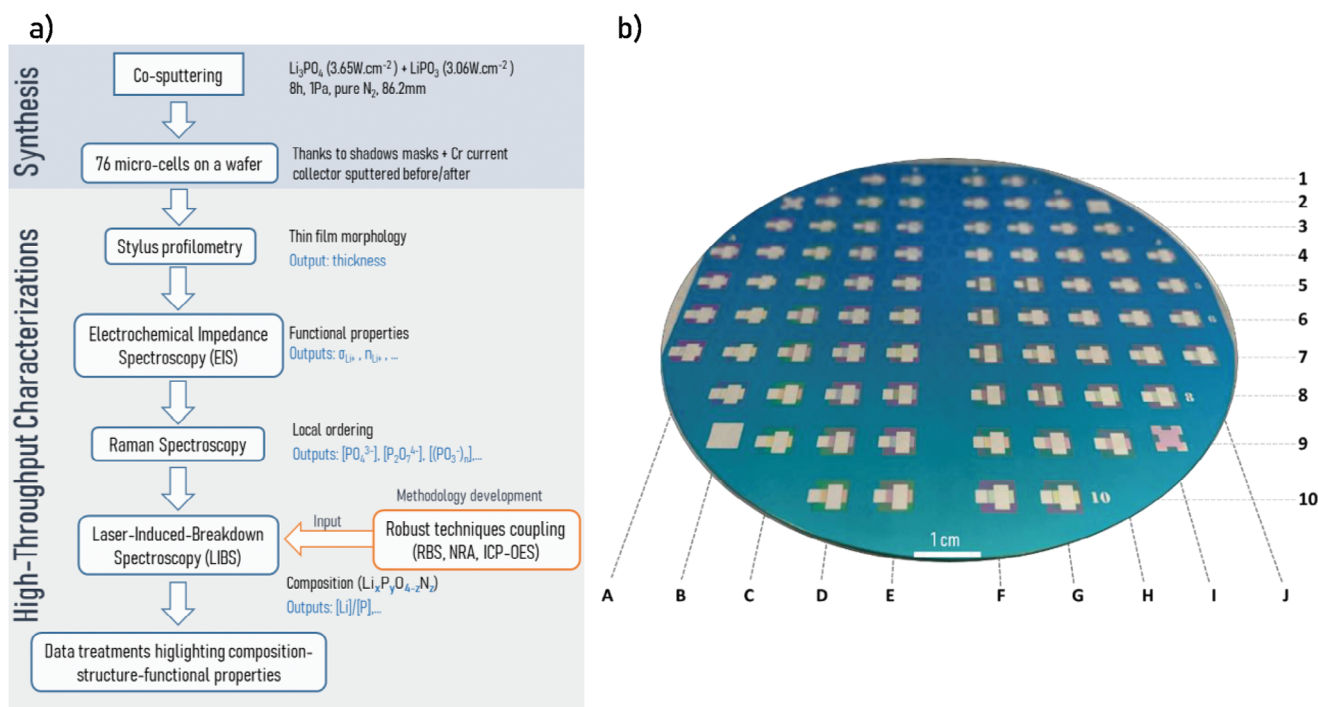 a)
Synthesis
Co-sputtering
Li₃PO₄ (3.65W.cm⁻²) + LiPO₃ (3.06W.cm⁻²)
8h, 1Pa, pure N₂, 86.2mm
76 micro-cells on a wafer
Thanks to shadows masks + Cr current
collector sputtered before/after
High-Throughput Characterizations
Stylus profilometry
Thin film morphology
Output: thickness
Electrochemical Impedance
Spectroscopy (EIS)
Functional properties
Outputs: σLi⁺ , nLi⁺ , ...
Raman Spectroscopy
Local ordering
Outputs: [PO₄³⁻], [P₂O₇⁴⁻], [(PO₃⁻)ₙ],...
Methodology development
Laser-Induced-Breakdown
Spectroscopy (LIBS)
Input
Robust techniques coupling
(RBS, NRA, ICP-OES)
Composition (LiₓPᵧO₄₋zNz)
Outputs: [Li]/[P],...
Data treatments higlighting composition-
structure-functional properties
b)
1
2
3
4
5
6
7
8
9
10
8
10
1 cm
A B C D E F G H I J